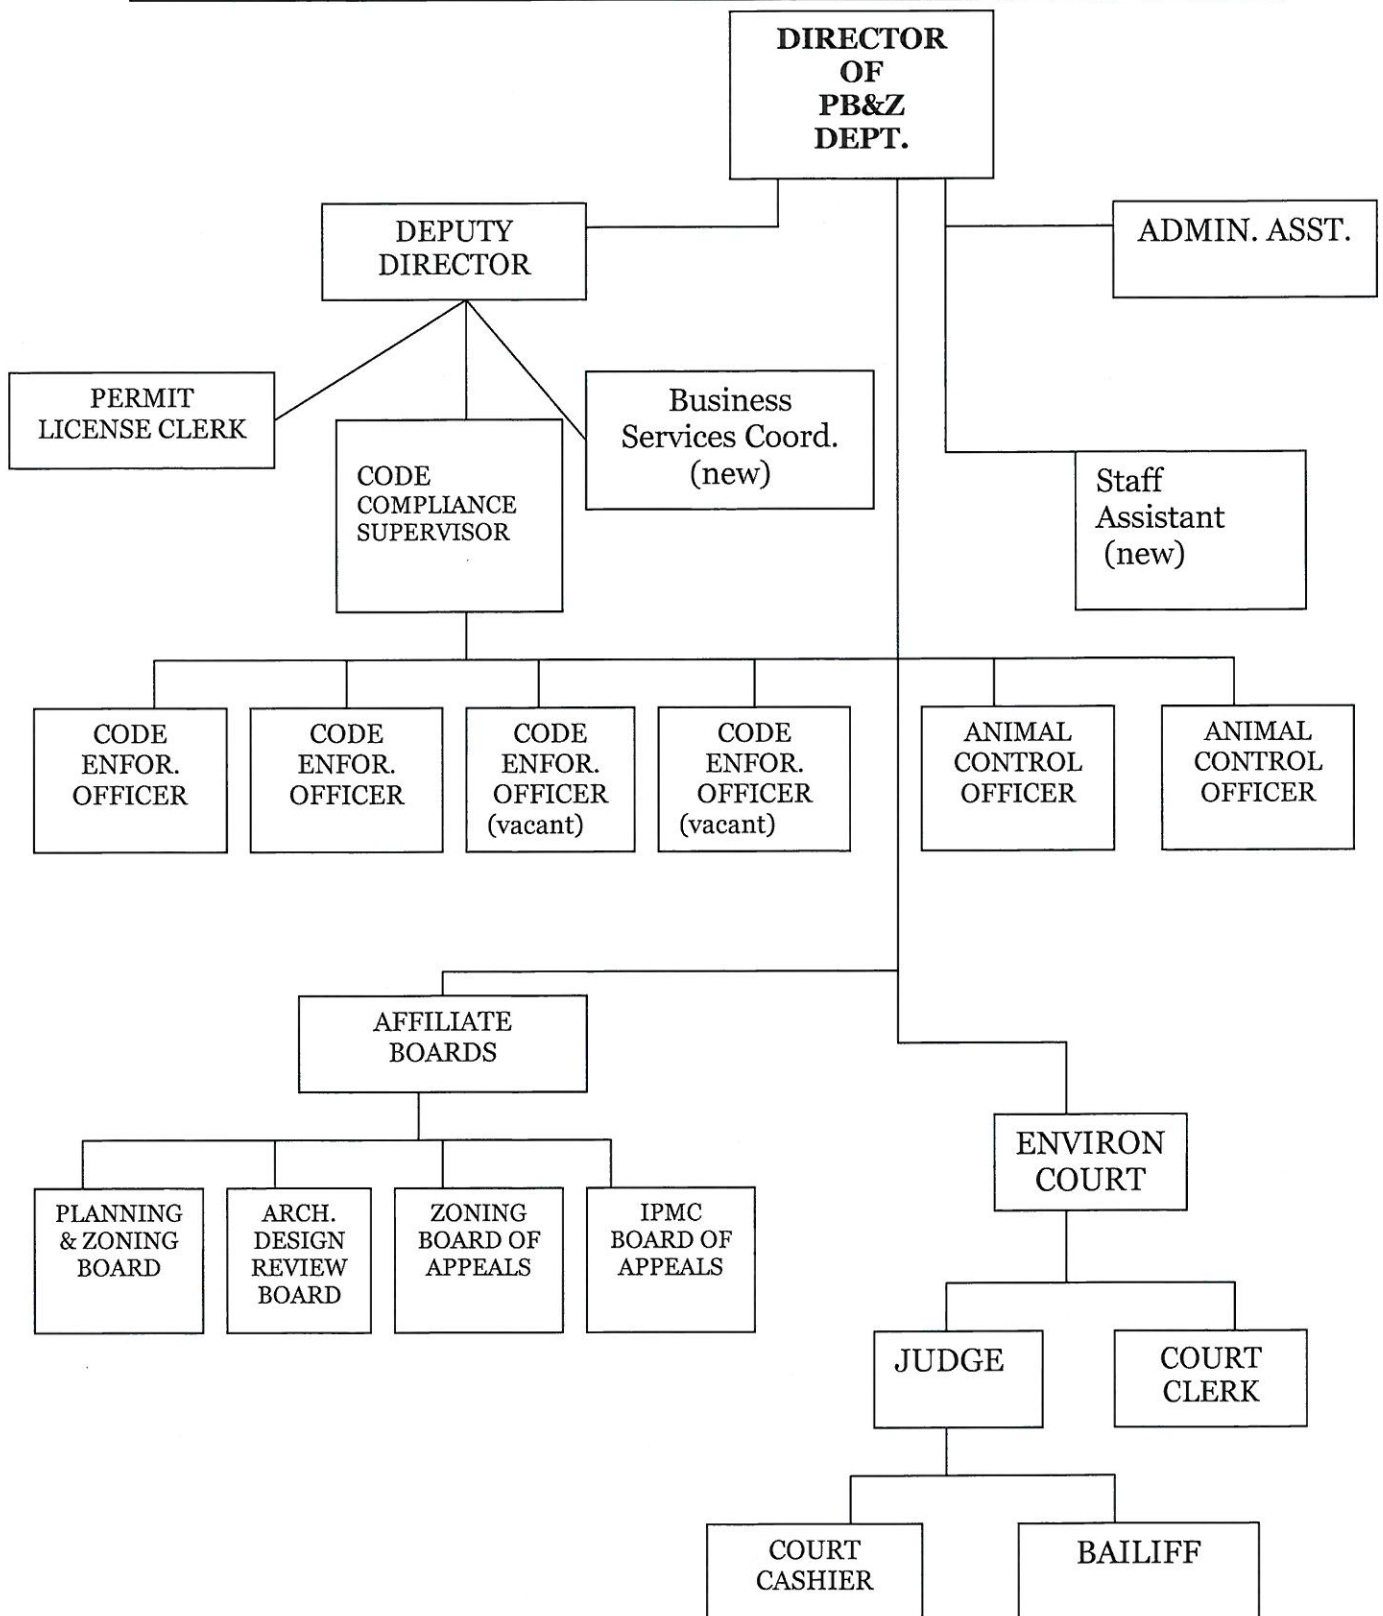 DIRECTOR
OF
PB&Z
DEPT.
DEPUTY
DIRECTOR
ADMIN. ASST.
PERMIT
LICENSE CLERK
CODE
COMPLIANCE
SUPERVISOR
Business
Services Coord.
(new)
Staff
Assistant
(new)
CODE
ENFOR.
OFFICER
CODE
ENFOR.
OFFICER
CODE
ENFOR.
OFFICER
(vacant)
CODE
ENFOR.
OFFICER
(vacant)
ANIMAL
CONTROL
OFFICER
ANIMAL
CONTROL
OFFICER
AFFILIATE
BOARDS
PLANNING
& ZONING
BOARD
ARCH.
DESIGN
REVIEW
BOARD
ZONING
BOARD OF
APPEALS
IPMC
BOARD OF
APPEALS
ENVIRON
COURT
JUDGE
COURT
CLERK
COURT
CASHIER
BAILIFF